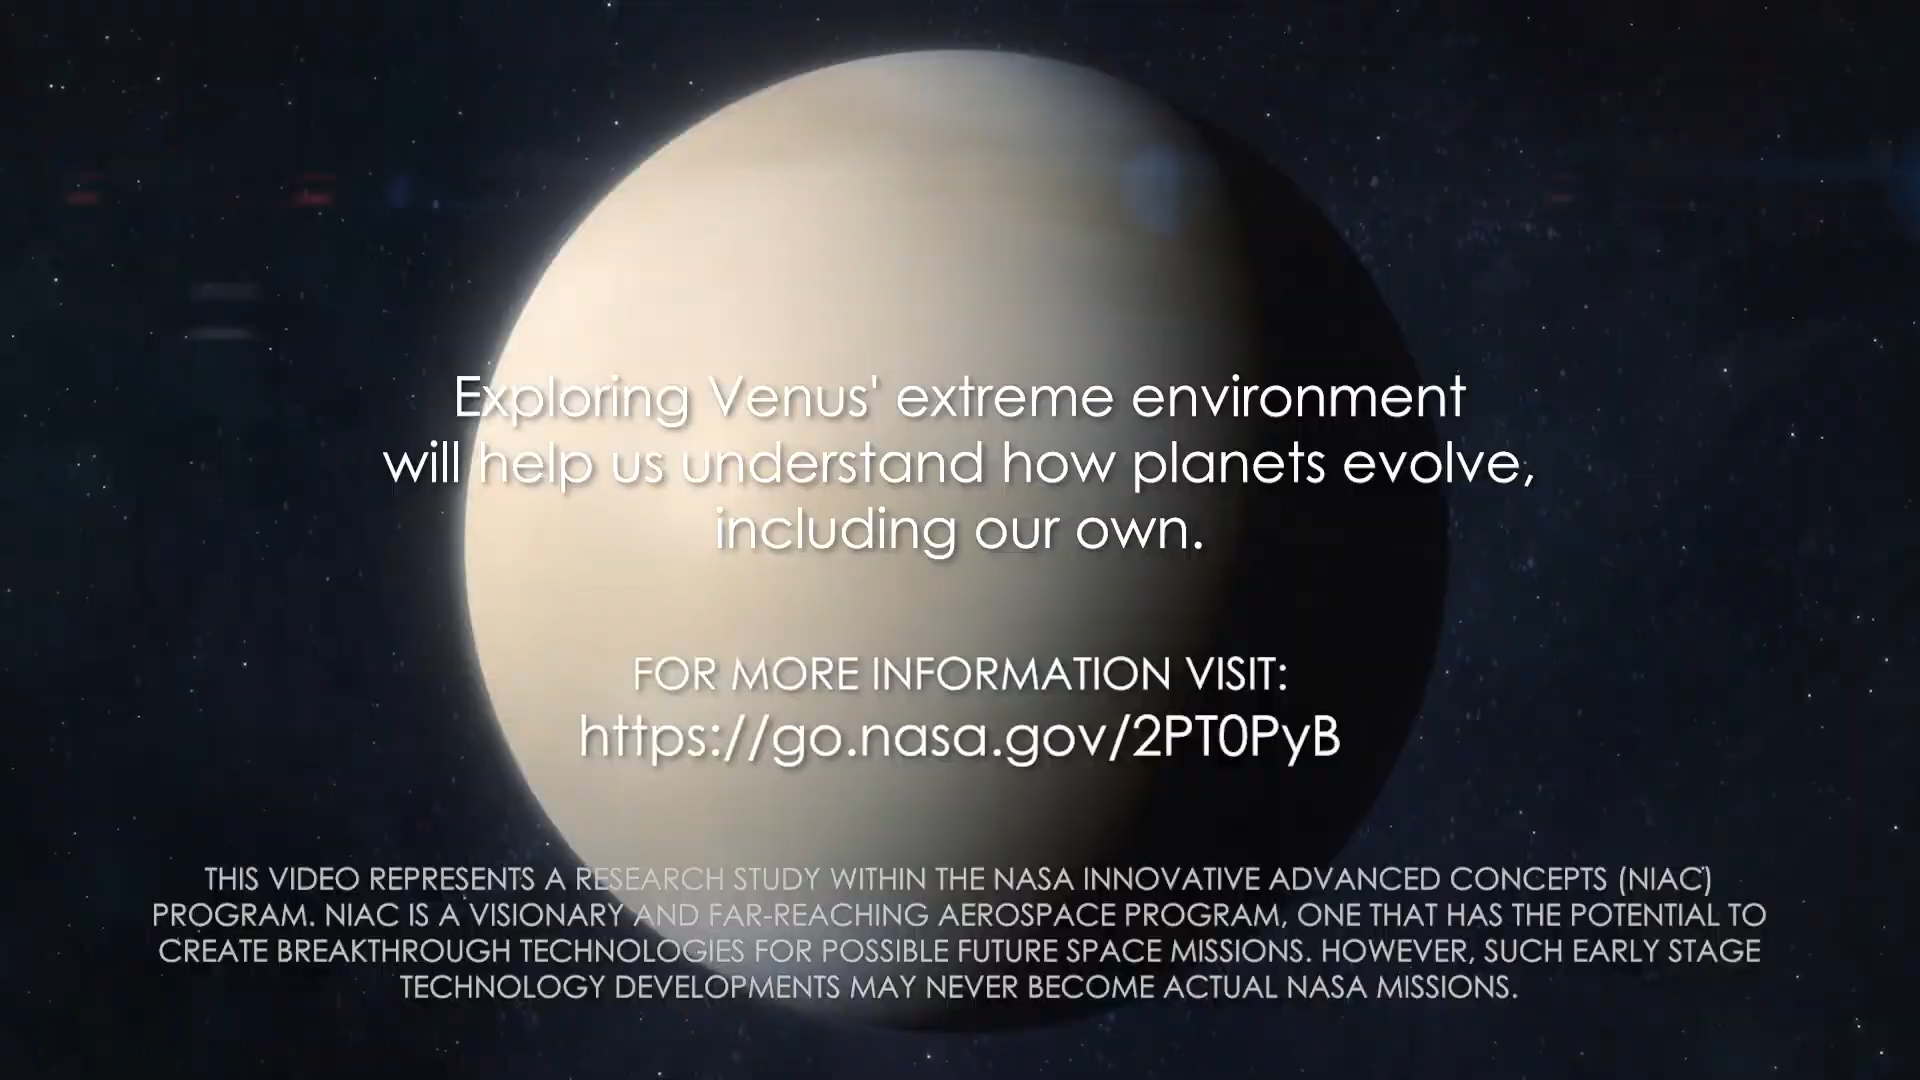 Exploring Venus' extreme environment
will help us understand how planets evolve,
including our own.
FOR MORE INFORMATION VISIT:
https://go.nasa.gov/2PT0PyB
THIS VIDEO REPRESENTS A RESEARCH STUDY WITHIN THE NASA INNOVATIVE ADVANCED CONCEPTS (NIAC)
PROGRAM. NIAC IS A VISIONARY AND FAR-REACHING AEROSPACE PROGRAM, ONE THAT HAS THE POTENTIAL TO
CREATE BREAKTHROUGH TECHNOLOGIES FOR POSSIBLE FUTURE SPACE MISSIONS. HOWEVER, SUCH EARLY STAGE
TECHNOLOGY DEVELOPMENTS MAY NEVER BECOME ACTUAL NASA MISSIONS.